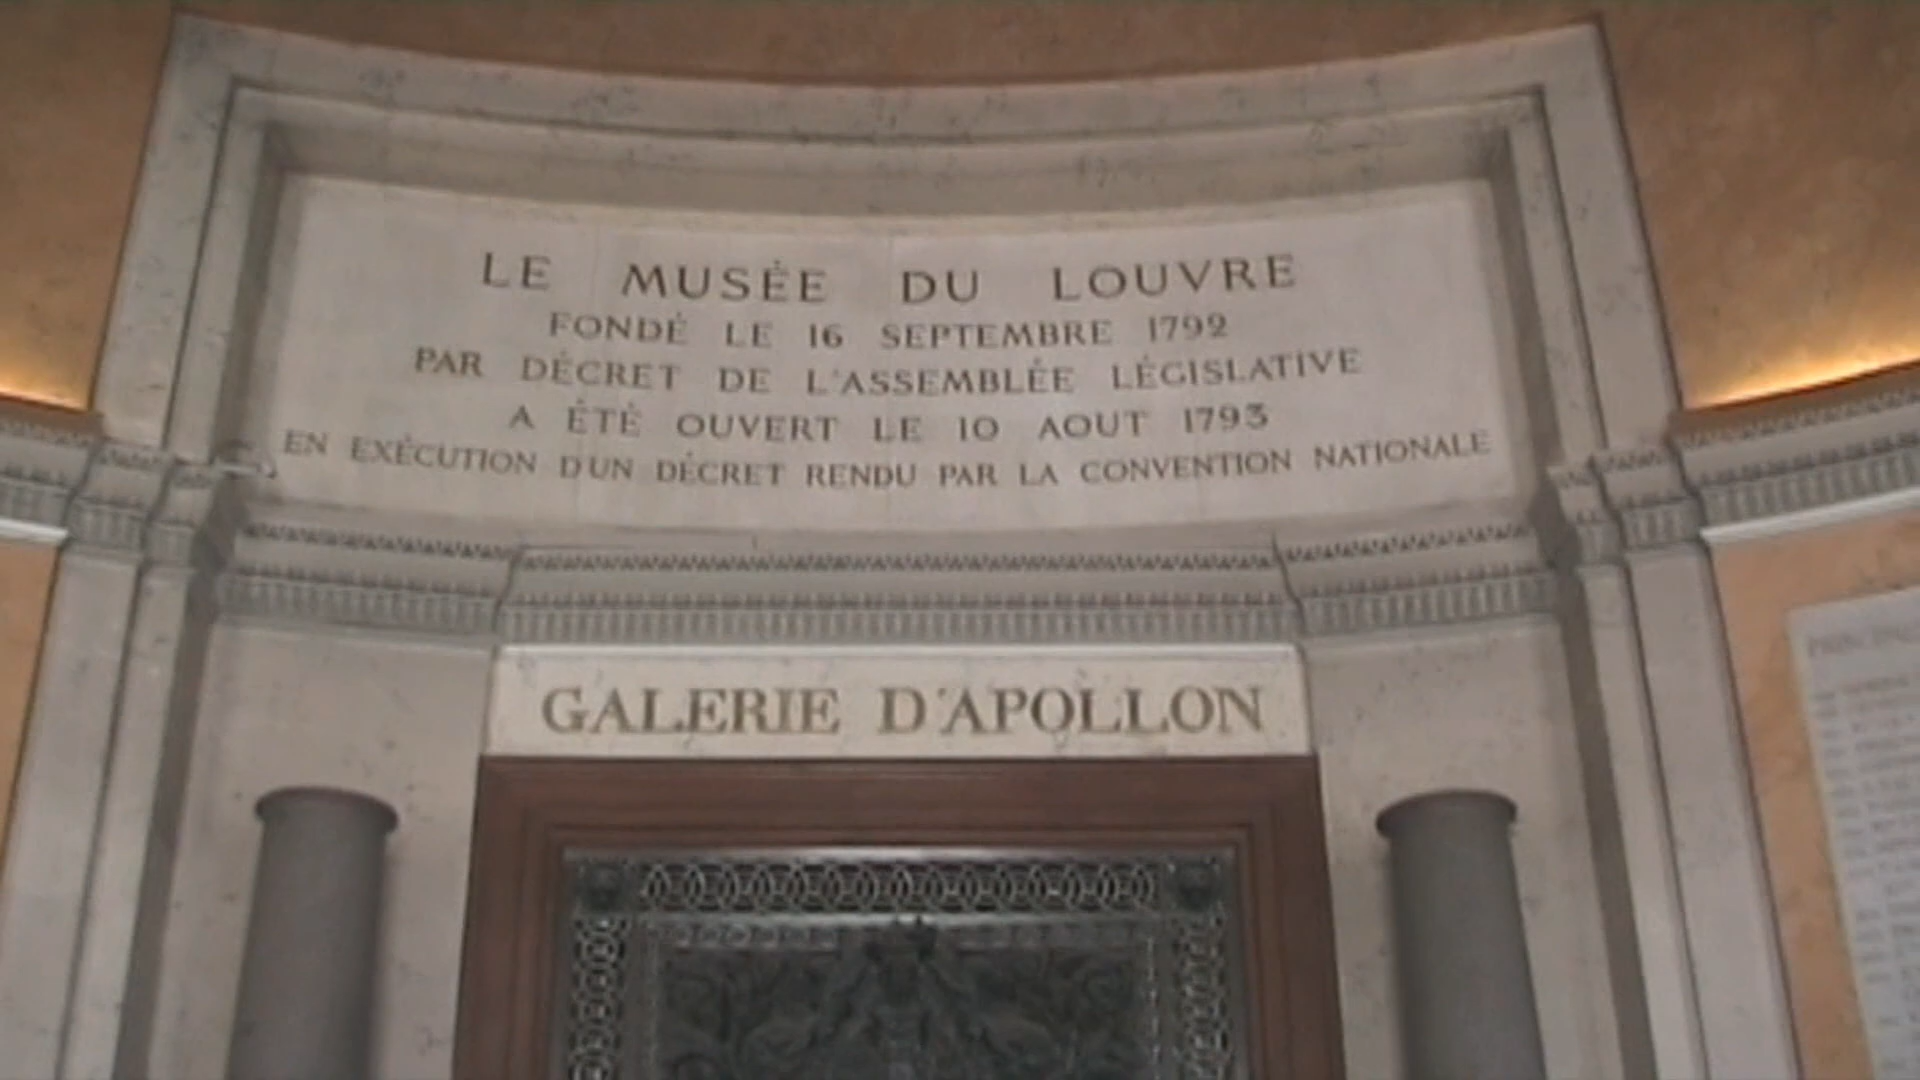 LE MUSÉE DU LOUVRE
FONDÉ LE 16 SEPTEMBRE 1792
PAR DÉCRET DE L'ASSEMBLÉE LÉGISLATIVE
A ÉTÉ OUVERT LE 10 AOUT 1793
EN EXÉCUTION D'UN DÉCRET RENDU PAR LA CONVENTION NATIONALE
GALERIE D'APOLLON